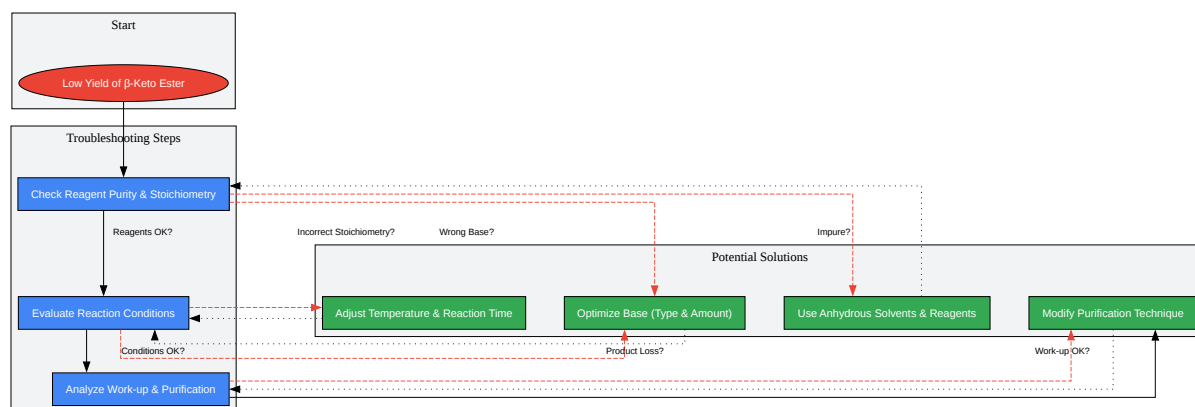 Start
Low Yield of β-Keto Ester
Troubleshooting Steps
Check Reagent Purity & Stoichiometry
Reagents OK?
Incorrect Stoichiometry?
Wrong Base?
Impure?
Potential Solutions
Evaluate Reaction Conditions
Adjust Temperature & Reaction Time
Optimize Base (Type & Amount)
Use Anhydrous Solvents & Reagents
Modify Purification Technique
Conditions OK?
Product Loss?
Work-up OK?
Analyze Work-up & Purification